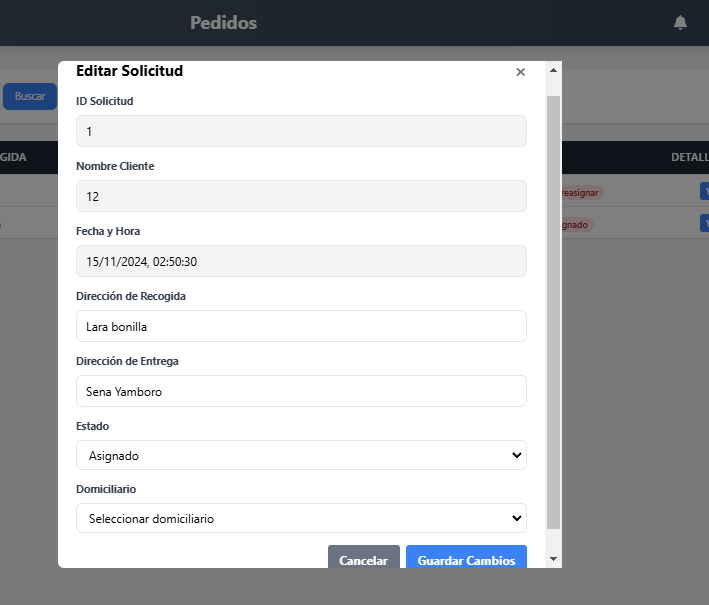 Pedidos
Editar Solicitud
×
Buscar
ID Solicitud
1
GIDA
DETALL
Nombre Cliente
12
reasignar
gnado
Fecha y Hora
15/11/2024, 02:50:30
Dirección de Recogida
Lara bonilla
Dirección de Entrega
Sena Yamboro
Estado
Asignado
Domiciliario
Seleccionar domiciliario
Cancelar
Guardar Cambios